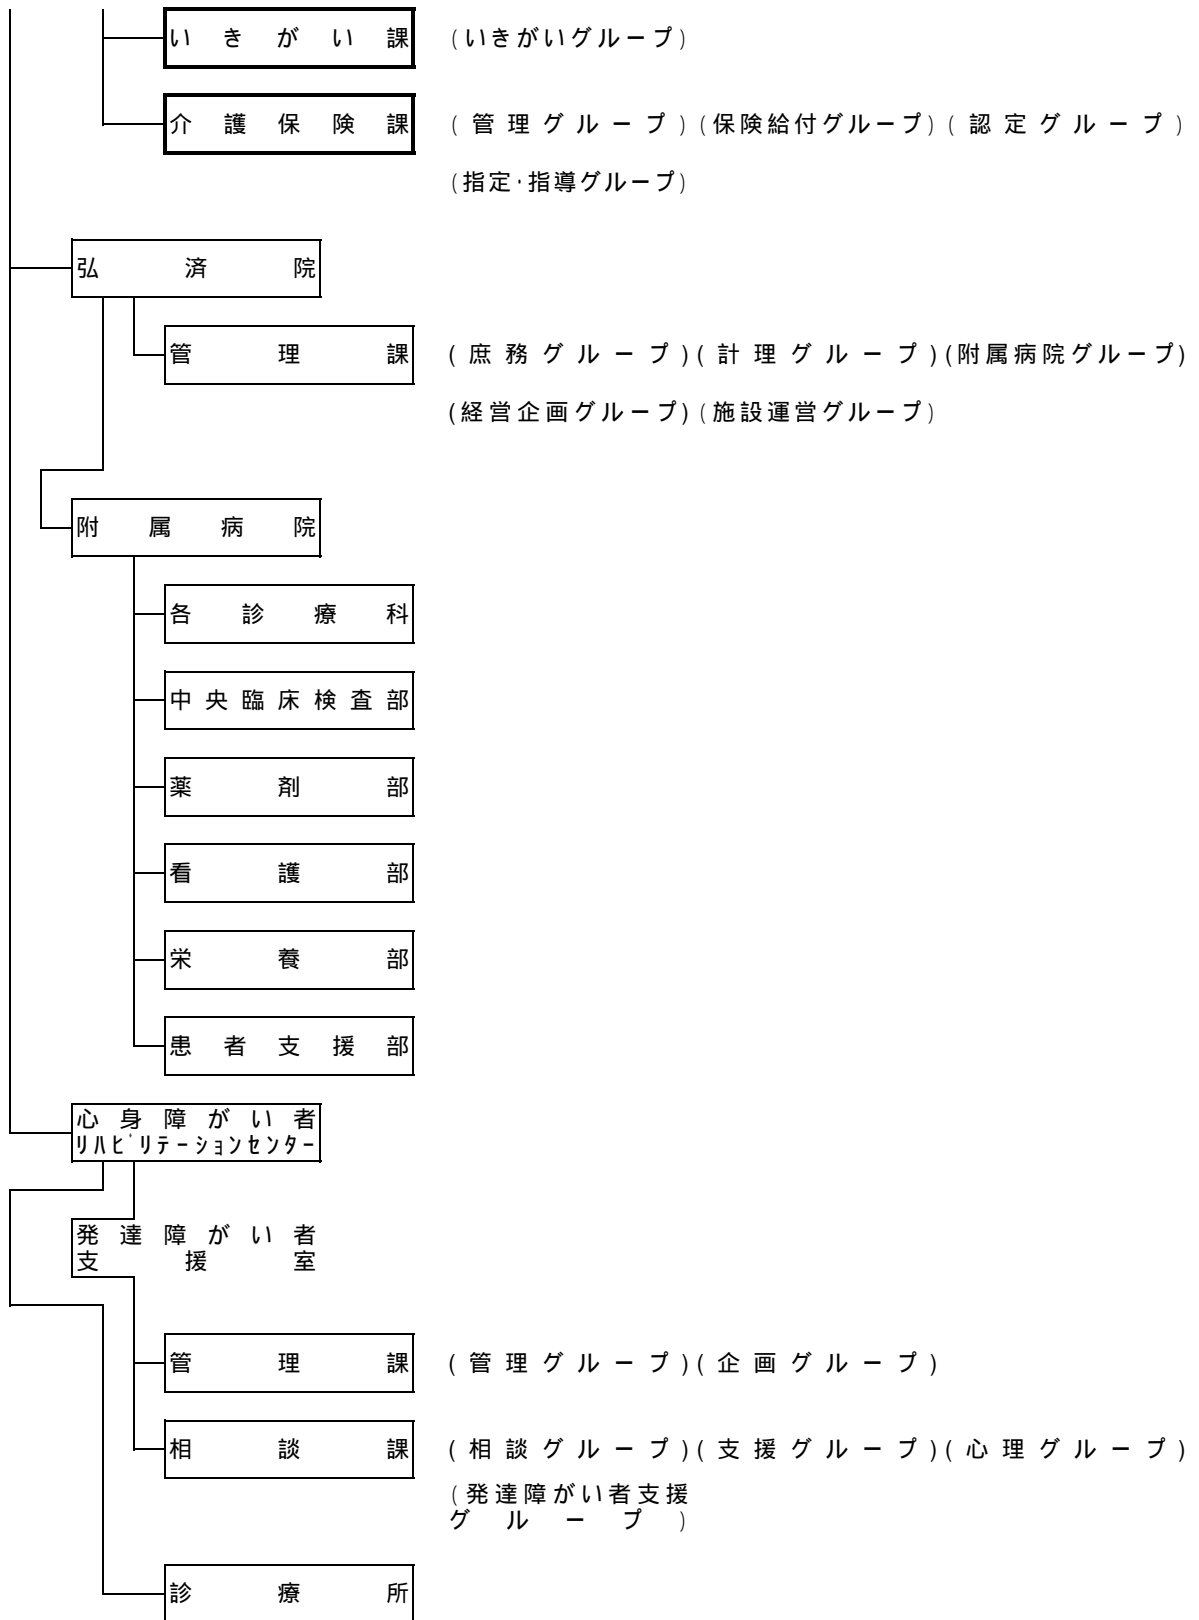 いきがい課 (いきがいグループ)
介護保険課 (管理グループ)(保険給付グループ)(認定グループ)
(指定・指導グループ)
弘済院
管理課 (庶務グループ)(計理グループ)(附属病院グループ)
(経営企画グループ)(施設運営グループ)
附属病院
各診療科
中央臨床検査部
薬剤部
看護部
栄養部
患者支援部
心身障がい者
リハビリテーションセンター
発達障がい者
支援室
管理課 (管理グループ)(企画グループ)
相談課 (相談グループ)(支援グループ)(心理グループ)
(発達障がい者支援
グループ)
診療所